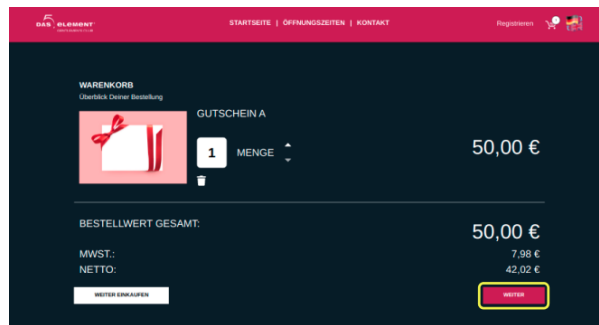 DAS ELEMENT
STARTSEITE | ÖFFNUNGSZEITEN | KONTAKT
Registrieren
WARENKORB
Überblick Deiner Bestellung
GUTSCHEIN A
1 MENGE
50,00 €
BESTELLWERT GESAMT:
50,00 €
MWST.:
7,98 €
NETTO:
42,02 €
WEITER EINKAUFEN
WEITER